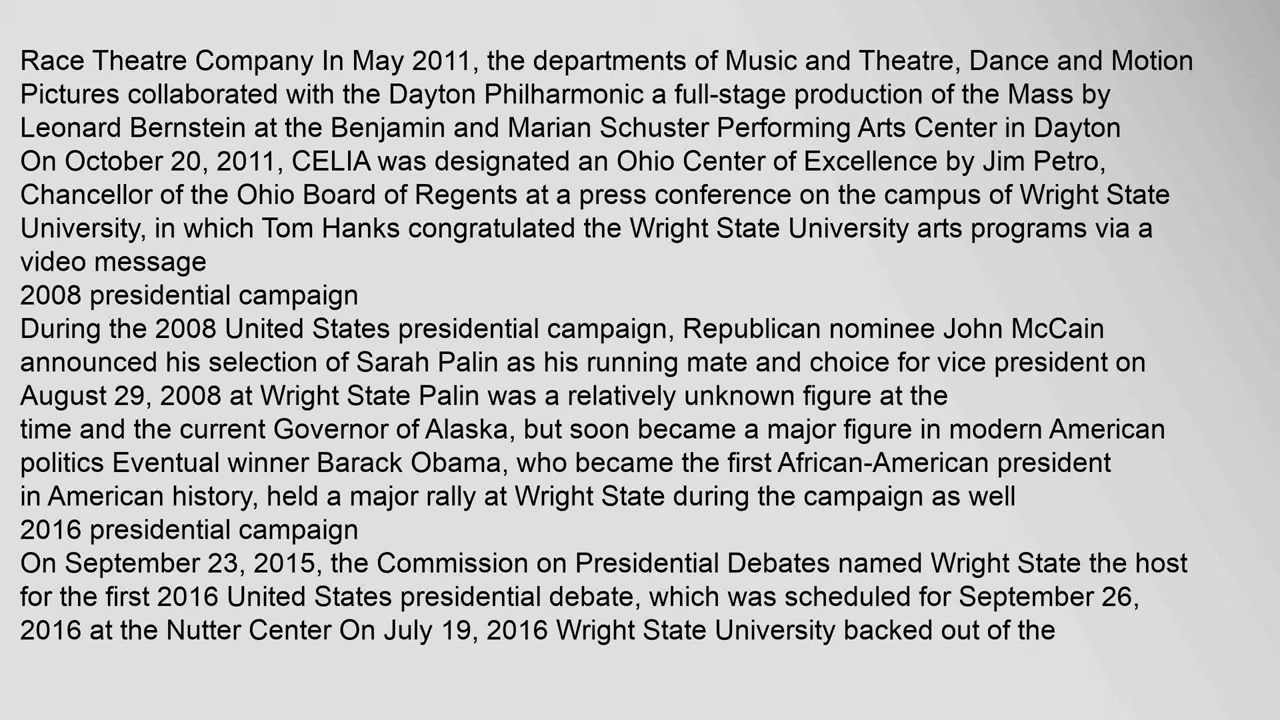 Race Theatre Company In May 2011, the departments of Music and Theatre, Dance and Motion
Pictures collaborated with the Dayton Philharmonic a full-stage production of the Mass by
Leonard Bernstein at the Benjamin and Marian Schuster Performing Arts Center in Dayton
On October 20, 2011, CELIA was designated an Ohio Center of Excellence by Jim Petro,
Chancellor of the Ohio Board of Regents at a press conference on the campus of Wright State
University, in which Tom Hanks congratulated the Wright State University arts programs via a
video message
2008 presidential campaign
During the 2008 United States presidential campaign, Republican nominee John McCain
announced his selection of Sarah Palin as his running mate and choice for vice president on
August 29, 2008 at Wright State Palin was a relatively unknown figure at the
time and the current Governor of Alaska, but soon became a major figure in modern American
politics Eventual winner Barack Obama, who became the first African-American president
in American history, held a major rally at Wright State during the campaign as well
2016 presidential campaign
On September 23, 2015, the Commission on Presidential Debates named Wright State the host
for the first 2016 United States presidential debate, which was scheduled for September 26,
2016 at the Nutter Center On July 19, 2016 Wright State University backed out of the